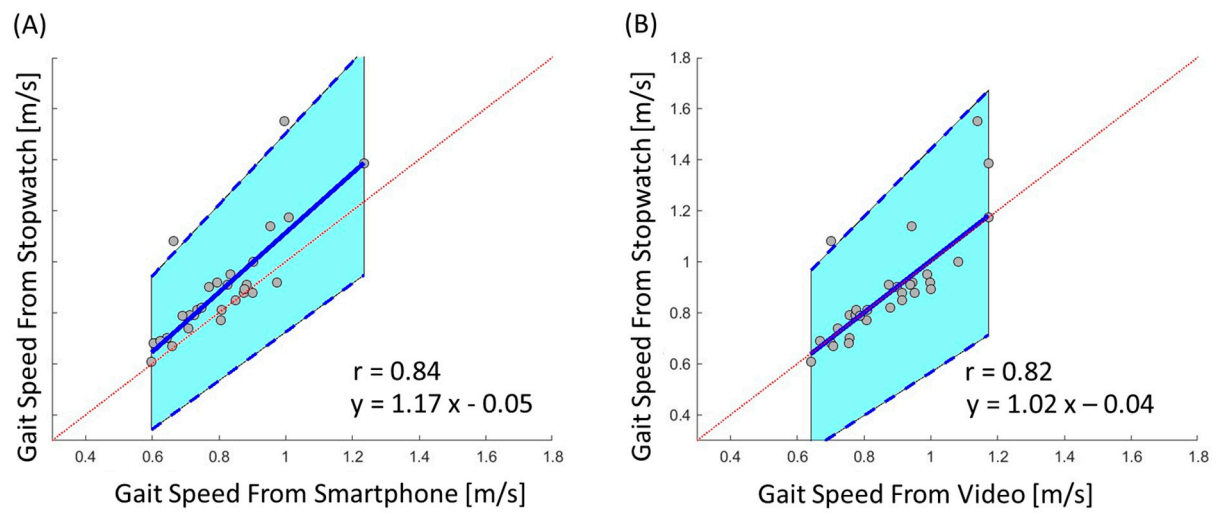 (A)
Gait Speed From Stopwatch [m/s]
r = 0.84
y = 1.17 x - 0.05
0.4 0.6 0.8 1 1.2 1.4 1.6 1.8
Gait Speed From Smartphone [m/s]
(B)
Gait Speed From Stopwatch [m/s]
1.8
1.6
1.4
1.2
1
0.8
0.6
0.4
r = 0.82
y = 1.02 x – 0.04
0.4 0.6 0.8 1 1.2 1.4 1.6 1.8
Gait Speed From Video [m/s]